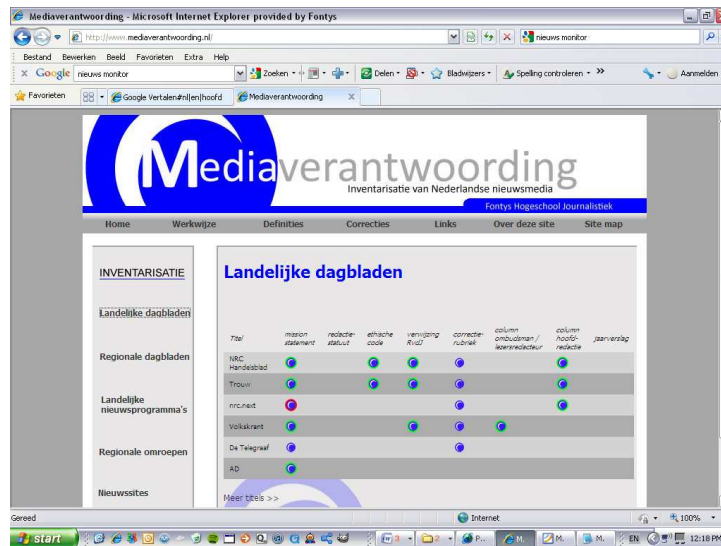 Mediaverantwoording - Microsoft Internet Explorer provided by Fontys
http://www.mediaverantwoording.nl/
nieuws monitor
Bestand Bewerken Beeld Favorieten Extra Help
x Google nieuws monitor Zoeken Delen Bladwijzers Spelling controleren >> Aanmelden
Favorieten Google Vertalen#nl|en|hoofd Mediaverantwoording x
Mediaverantwoording
Inventarisatie van Nederlandse nieuwsmedia
Fontys Hogeschool Journalistiek
Home Werkwijze Definities Correcties Links Over deze site Site map
INVENTARISATIE
Landelijke dagbladen
Regionale dagbladen
Landelijke
nieuwsprogramma's
Regionale omroepen
Nieuwssites
Landelijke dagbladen
Titel mission statement redactie-statuut ethische code verwijzing RvdJ correctie-rubriek column ombudsman / lezersredacteur column hoofd-redactie jaarverslag
NRC
Handelsblad
Trouw
nrc.next
Volkskrant
De Telegraaf
AD
Meer titels >>
Gereed Internet 100%
start 3 2 P... M. M. M. EN 12:18 PM